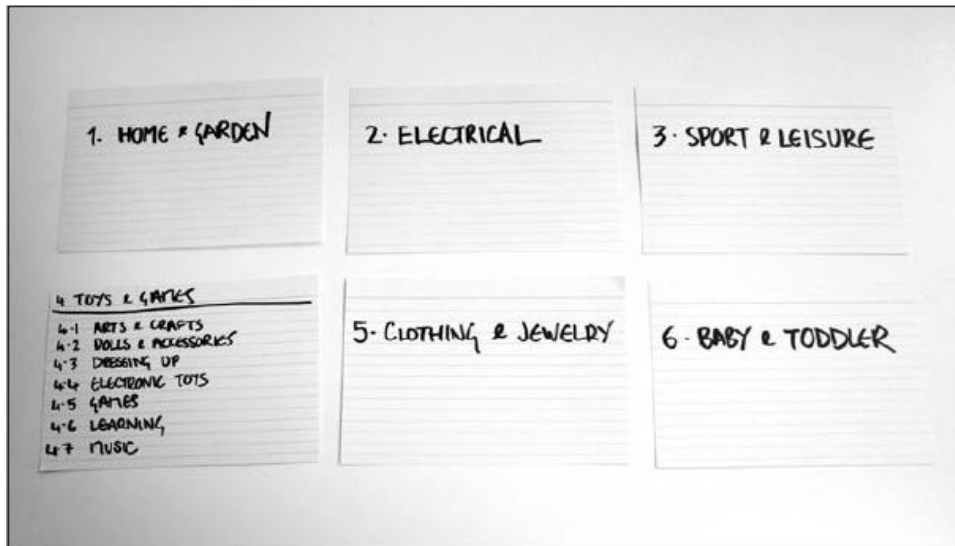 1. HOME & GARDEN
2. ELECTRICAL
3. SPORT & LEISURE
4 TOYS & GAMES
4.1 ARTS & CRAFTS
4.2 DOLLS & ACCESSORIES
4.3 DRESSING UP
4.4 ELECTRONIC TOYS
4.5 GAMES
4.6 LEARNING
4.7 MUSIC
5. CLOTHING & JEWELRY
6. BABY & TODDLER